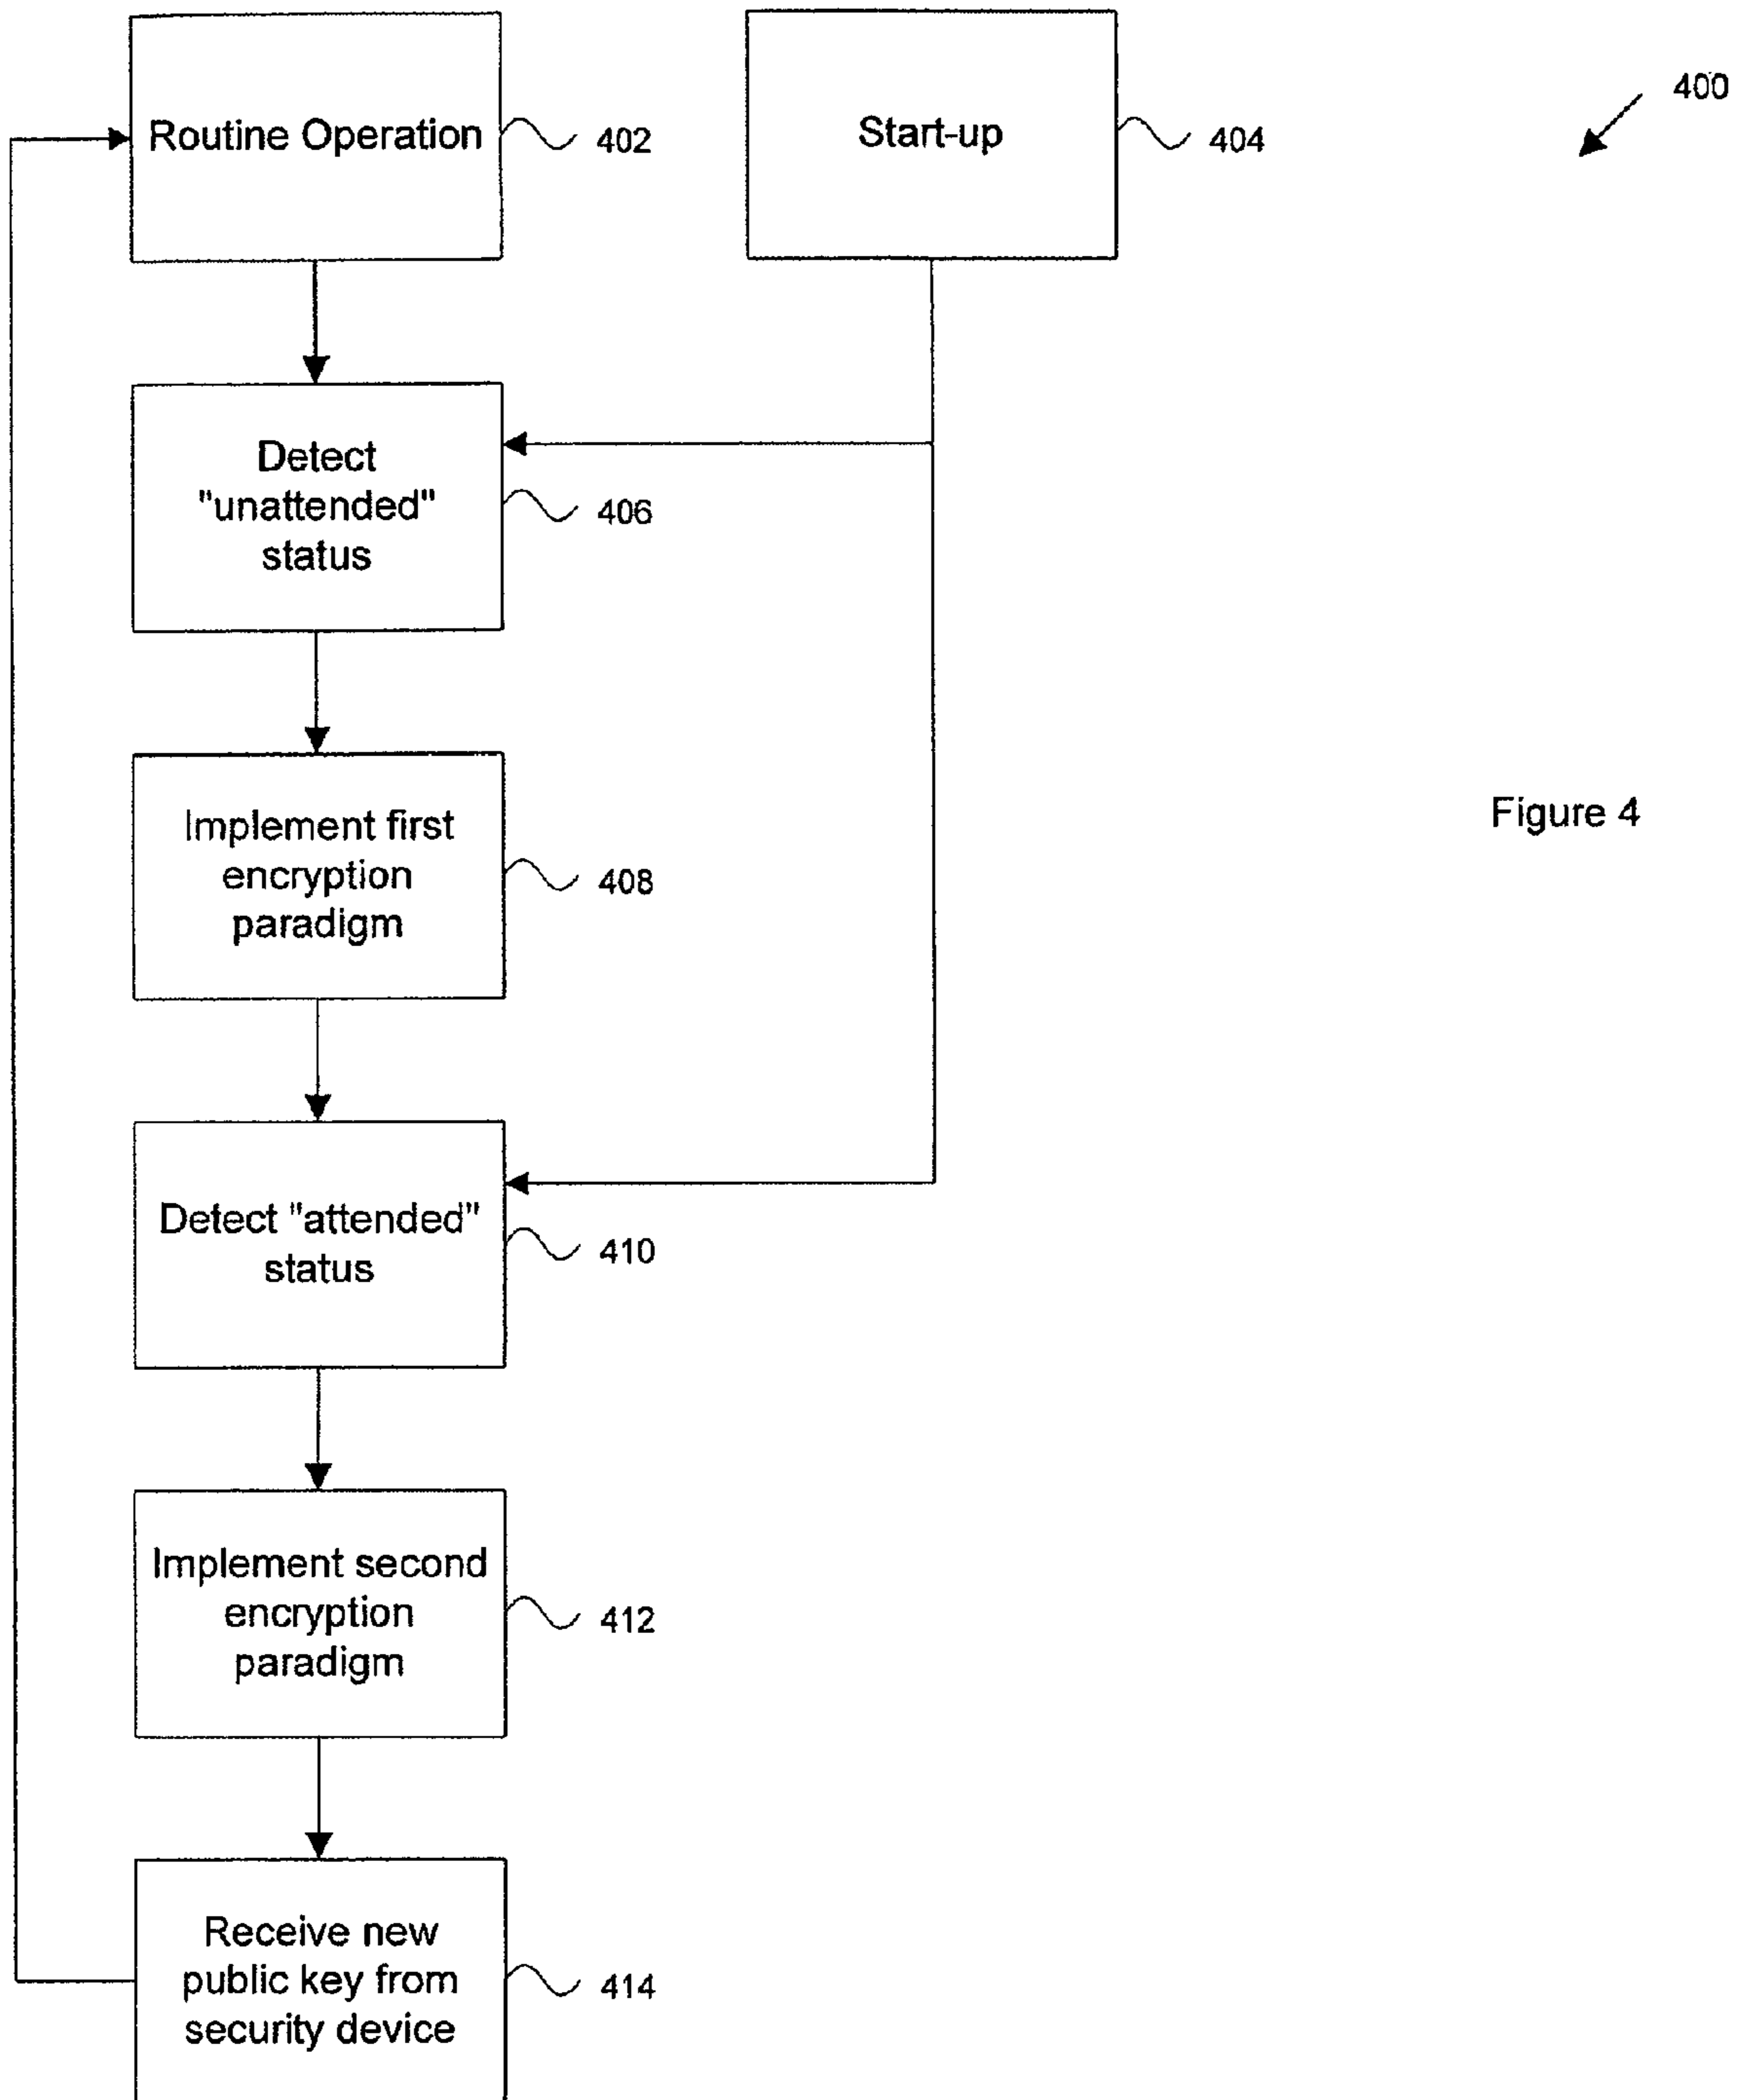 Routine Operation
402
Start-up
404
400
Detect
"unattended"
status
406
Implement first
encryption
paradigm
408
Figure 4
Detect "attended"
status
410
Implement second
encryption
paradigm
412
Receive new
public key from
security device
414